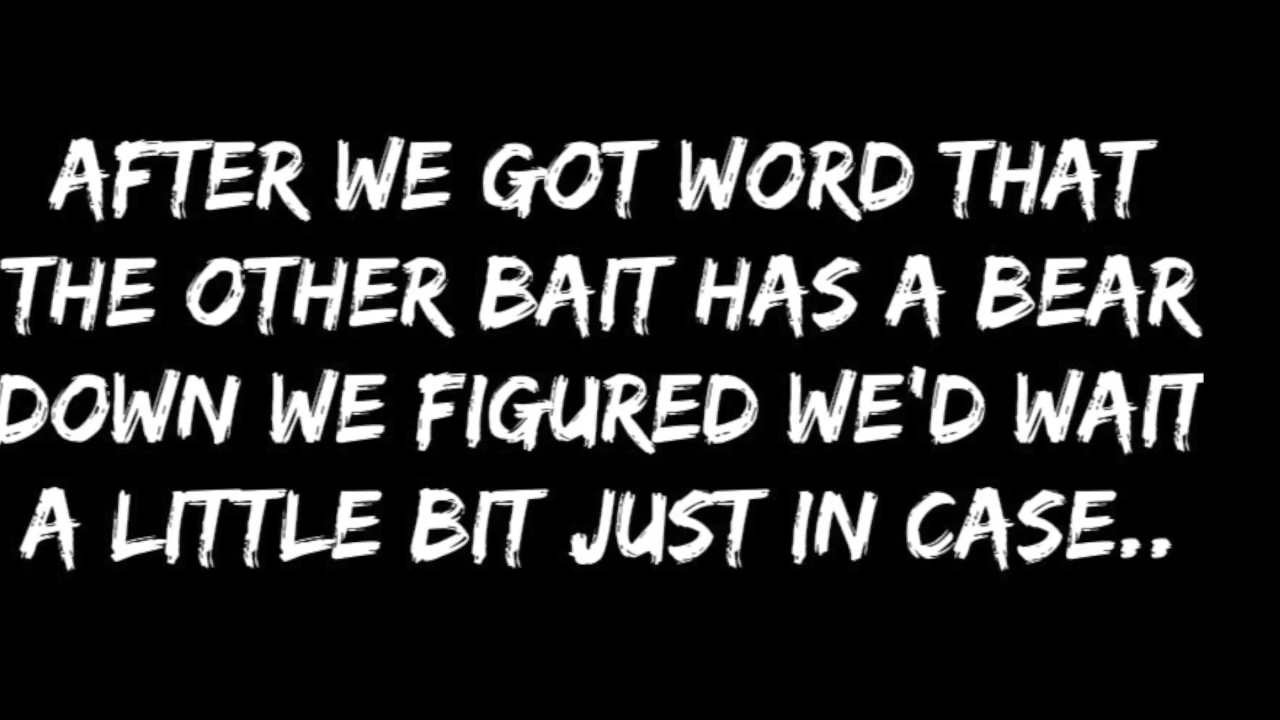 AFTER WE GOT WORD THAT
THE OTHER BAIT HAS A BEAR
DOWN WE FIGURED WE'D WAIT
A LITTLE BIT JUST IN CASE..